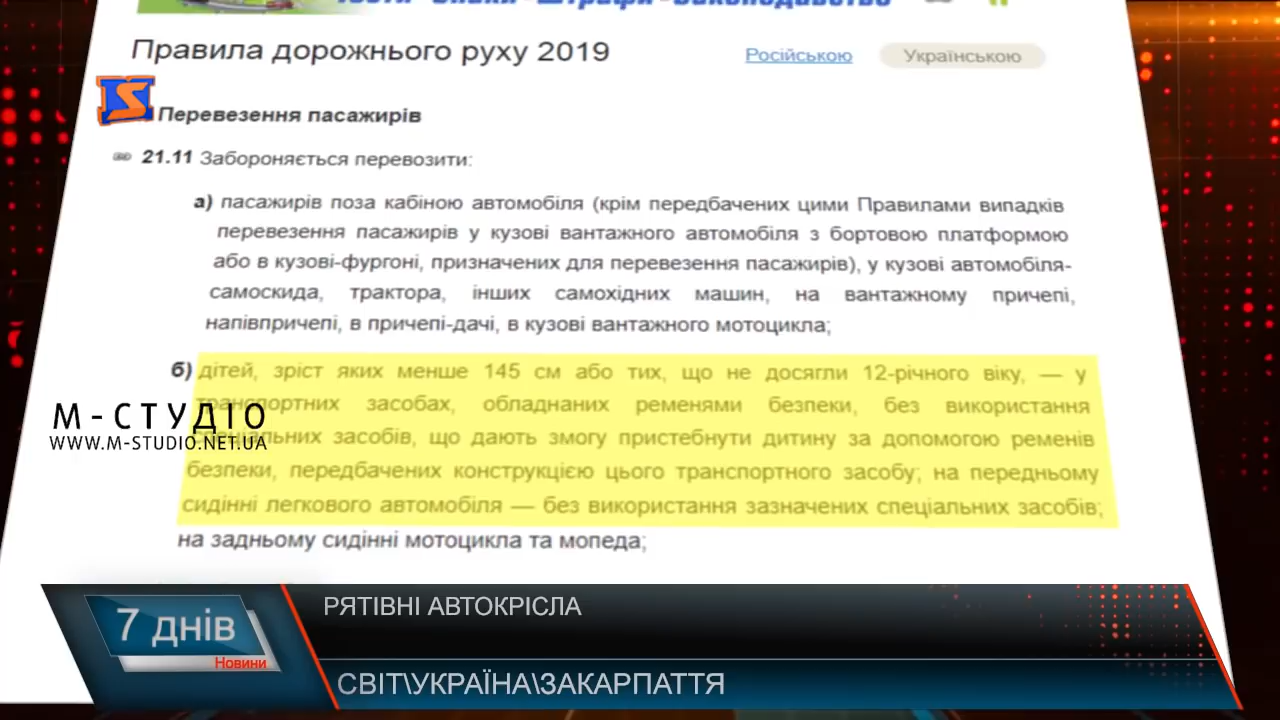 Тести - Знаки - Штрафи - Законодавство
Правила дорожнього руху 2019
Російською
Українською
Перевезення пасажирів
21.11 Забороняється перевозити:
а) пасажирів поза кабіною автомобіля (крім передбачених цими Правилами випадків
перевезення пасажирів у кузові вантажного автомобіля з бортовою платформою
або в кузові-фургоні, призначених для перевезення пасажирів), у кузові автомобіля-
самоскида, трактора, інших самохідних машин, на вантажному причепі,
напівпричепі, в причепі-дачі, в кузові вантажного мотоцикла;
б) дітей, зріст яких менше 145 см або тих, що не досягли 12-річного віку, — у
транспортних засобах, обладнаних ременями безпеки, без використання
спеціальних засобів, що дають змогу пристебнути дитину за допомогою ременів
безпеки, передбачених конструкцією цього транспортного засобу; на передньому
сидінні легкового автомобіля — без використання зазначених спеціальних засобів;
на задньому сидінні мотоцикла та мопеда;
М-СТУДІО
WWW.M-STUDIO.NET.UA
7 днів
Новини
РЯТІВНІ АВТОКРІСЛА
СВІТ\УКРАЇНА\ЗАКАРПАТТЯ